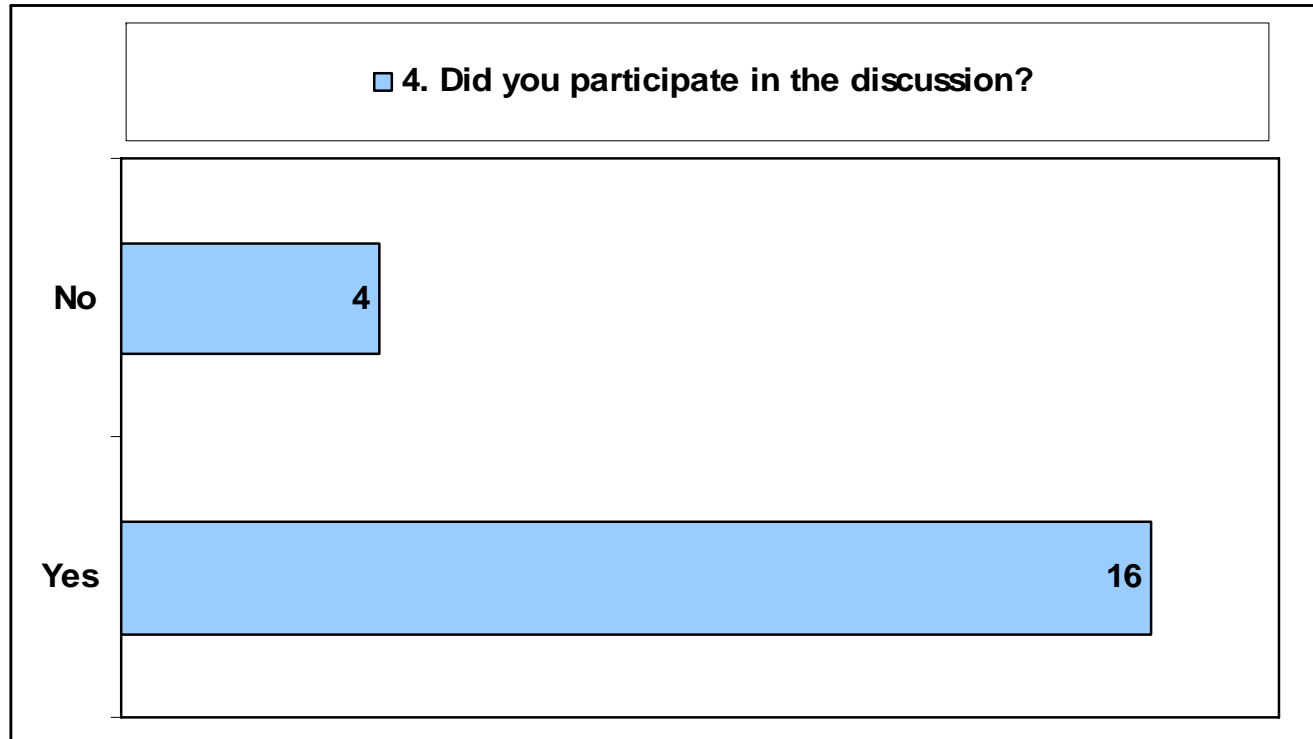 4. Did you participate in the discussion?
No
4
Yes
16